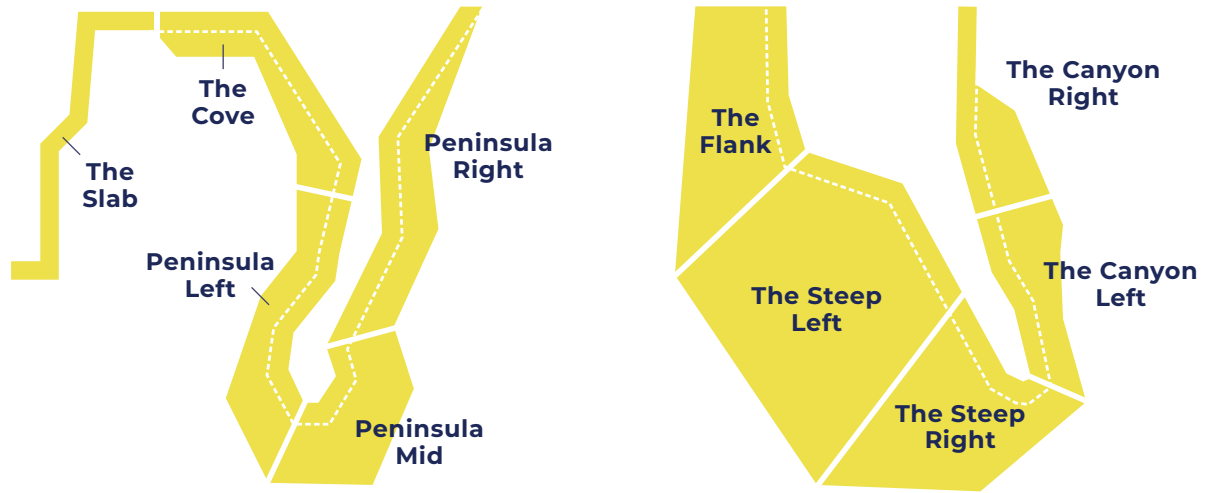 The
Cove
The
Slab
Peninsula
Left
Peninsula
Right
Peninsula
Mid
The
Flank
The Steep
Left
The Steep
Right
The Canyon
Right
The Canyon
Left